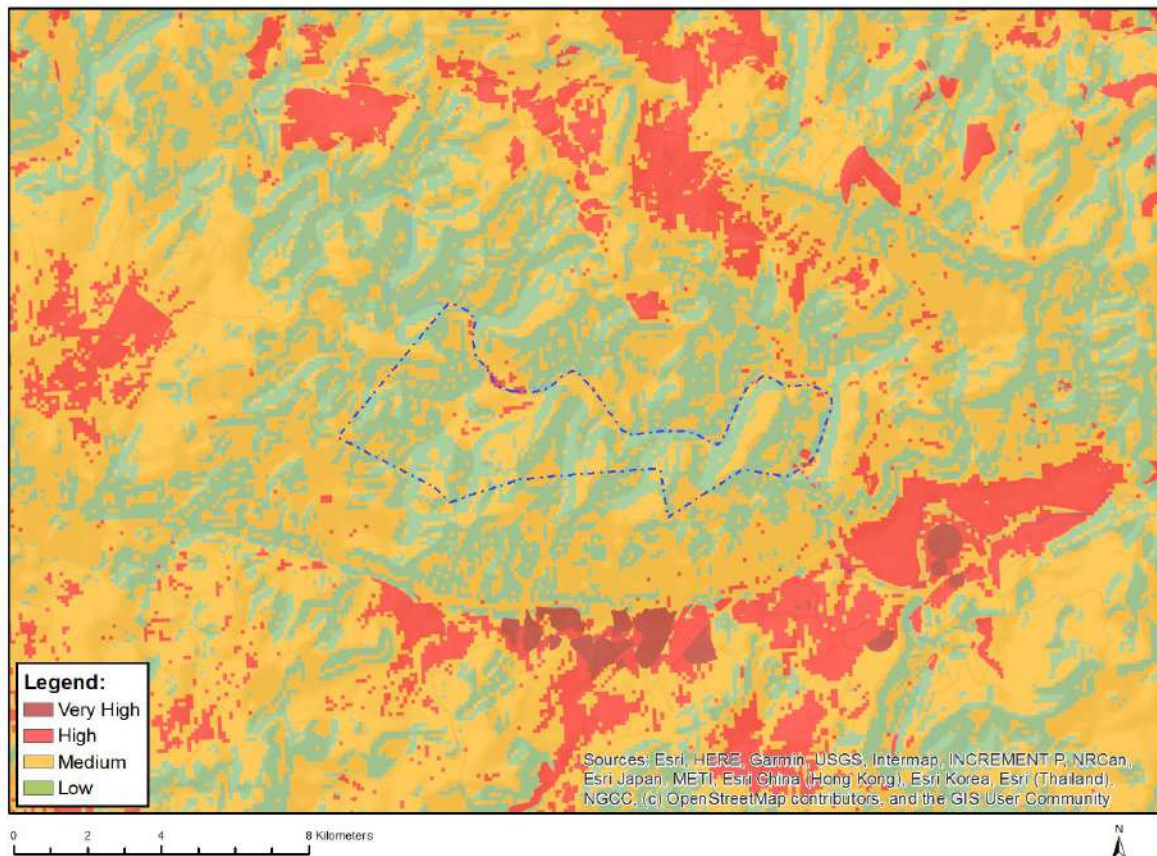 Legend:
Very High
High
Medium
Low
Sources: Esri, HERE, Garmin, USGS, Intermap, INCREMENT P, NRCan,
Esri Japan, METI, Esri China (Hong Kong), Esri Korea, Esri (Thailand),
NGCC, (c) OpenStreetMap contributors, and the GIS User Community
0 2 4 8 Kilometers
N